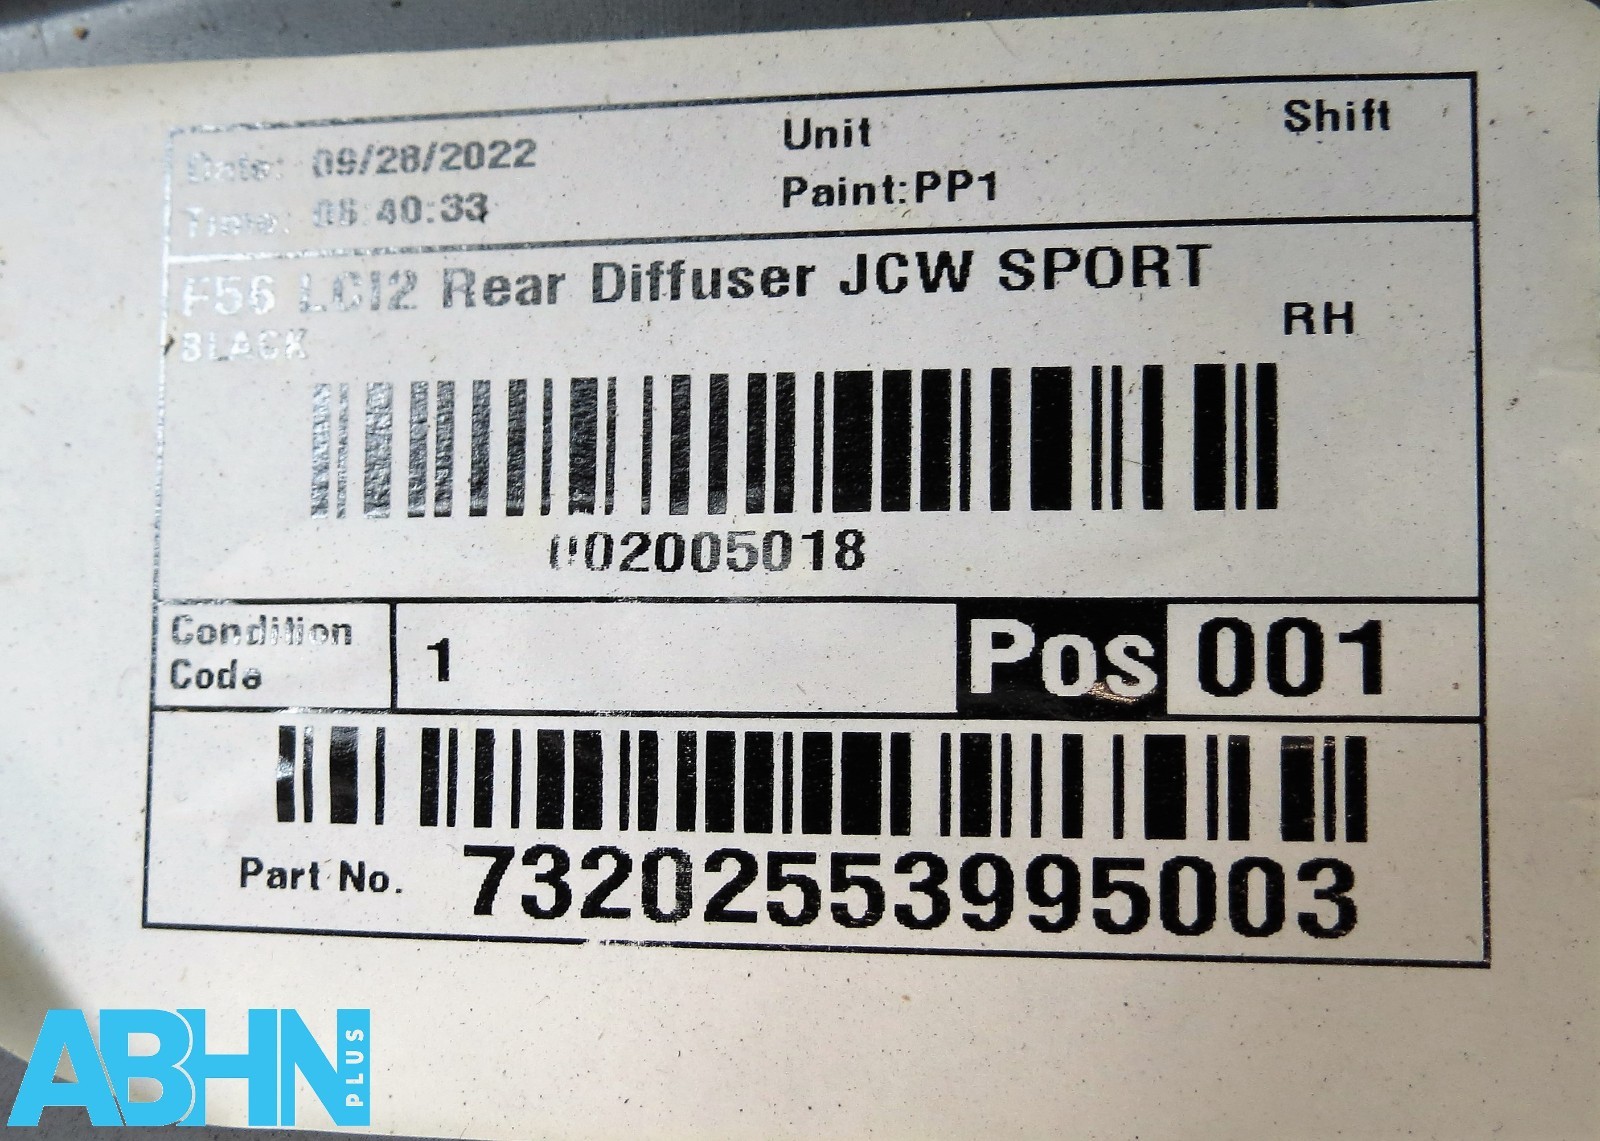 Date: 09/28/2022
Unit
Shift
Time: 08:40:33
Paint:PP1
F56 LCI2 Rear Diffuser JCW SPORT
BLACK
RH
002005018
Condition
Code
1
Pos 001
Part No. 73202553995003
ABHN PLUS